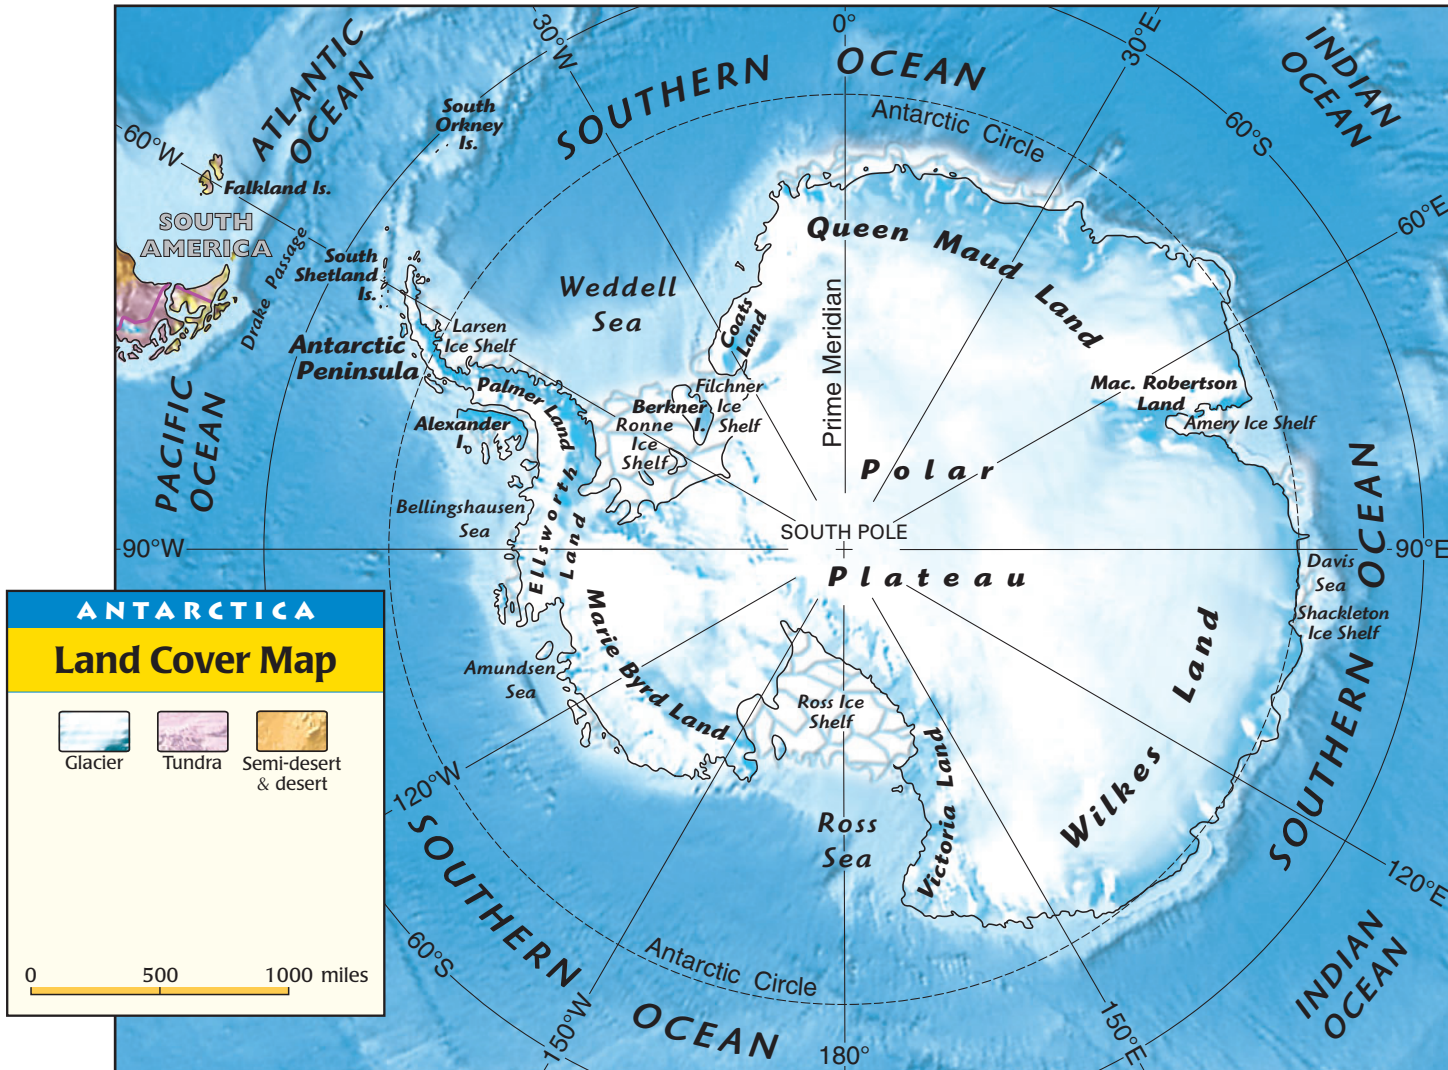 30°W
0°
30°E
INDIAN
OCEAN
ATLANTIC
OCEAN
SOUTHERN
OCEAN
South
Orkney
Is.
Antarctic Circle
60°S
60°W
Falkland Is.
SOUTH
AMERICA
60°E
Drake Passage
South
Shetland
Is.
Queen Maud Land
Weddell
Sea
Coats
Land
Prime Meridian
Larsen
Ice Shelf
Antarctic
Peninsula
Palmer Land
Filchner
Ice
Shelf
Berkner
I.
Ronne
Ice
Shelf
Mac. Robertson
Land
Amery Ice Shelf
PACIFIC
OCEAN
Alexander
I.
Polar
Bellingshausen
Sea
Ellsworth
Land
SOUTH POLE
90°W
90°E
Plateau
Davis
Sea
Shackleton
Ice Shelf
SOUTHERN OCEAN
ANTARCTICA
Land Cover Map
Glacier
Tundra
Semi-desert
& desert
0
500
1000 miles
Marie Byrd Land
Amundsen
Sea
Ross Ice
Shelf
Wilkes Land
Victoria Land
Ross
Sea
120°W
120°E
SOUTHERN
OCEAN
60°S
Antarctic Circle
INDIAN
OCEAN
150°W
180°
150°E